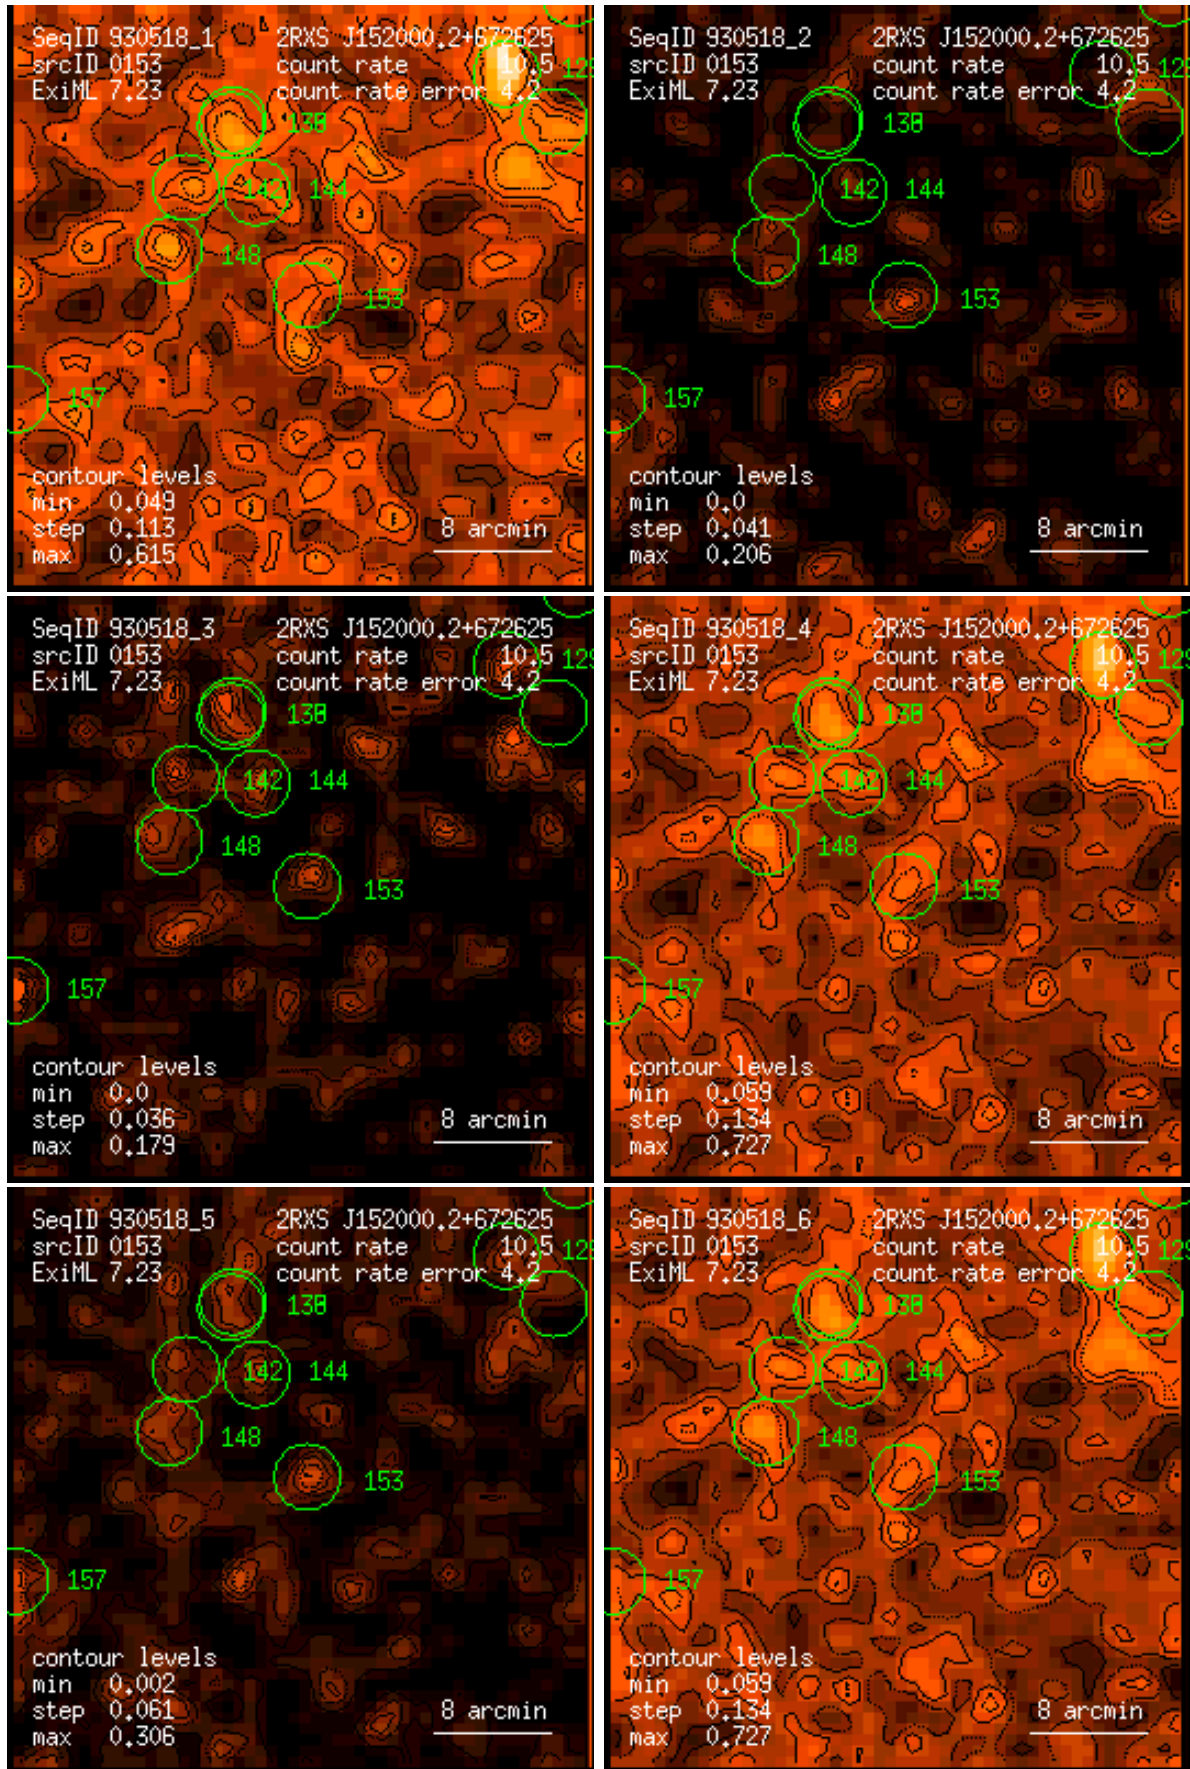 SeqID 930518_1 2RXS J152000.2+672625
srcID 0153 count rate 10.5 129
ExiML 7.23 count rate error 4.2
138
142 144
148
153
157
contour levels
min 0.049
step 0.113
max 0.615
8 arcmin
SeqID 930518_2 2RXS J152000.2+672625
srcID 0153 count rate 10.5 129
ExiML 7.23 count rate error 4.2
138
142 144
148
153
157
contour levels
min 0.0
step 0.041
max 0.206
8 arcmin
SeqID 930518_3 2RXS J152000.2+672625
srcID 0153 count rate 10.5 129
ExiML 7.23 count rate error 4.2
138
142 144
148
153
157
contour levels
min 0.0
step 0.036
max 0.179
8 arcmin
SeqID 930518_4 2RXS J152000.2+672625
srcID 0153 count rate 10.5 129
ExiML 7.23 count rate error 4.2
138
142 144
148
153
157
contour levels
min 0.059
step 0.134
max 0.727
8 arcmin
SeqID 930518_5 2RXS J152000.2+672625
srcID 0153 count rate 10.5 129
ExiML 7.23 count rate error 4.2
138
142 144
148
153
157
contour levels
min 0.002
step 0.061
max 0.306
8 arcmin
SeqID 930518_6 2RXS J152000.2+672625
srcID 0153 count rate 10.5 129
ExiML 7.23 count rate error 4.2
138
142 144
148
153
157
contour levels
min 0.059
step 0.134
max 0.727
8 arcmin